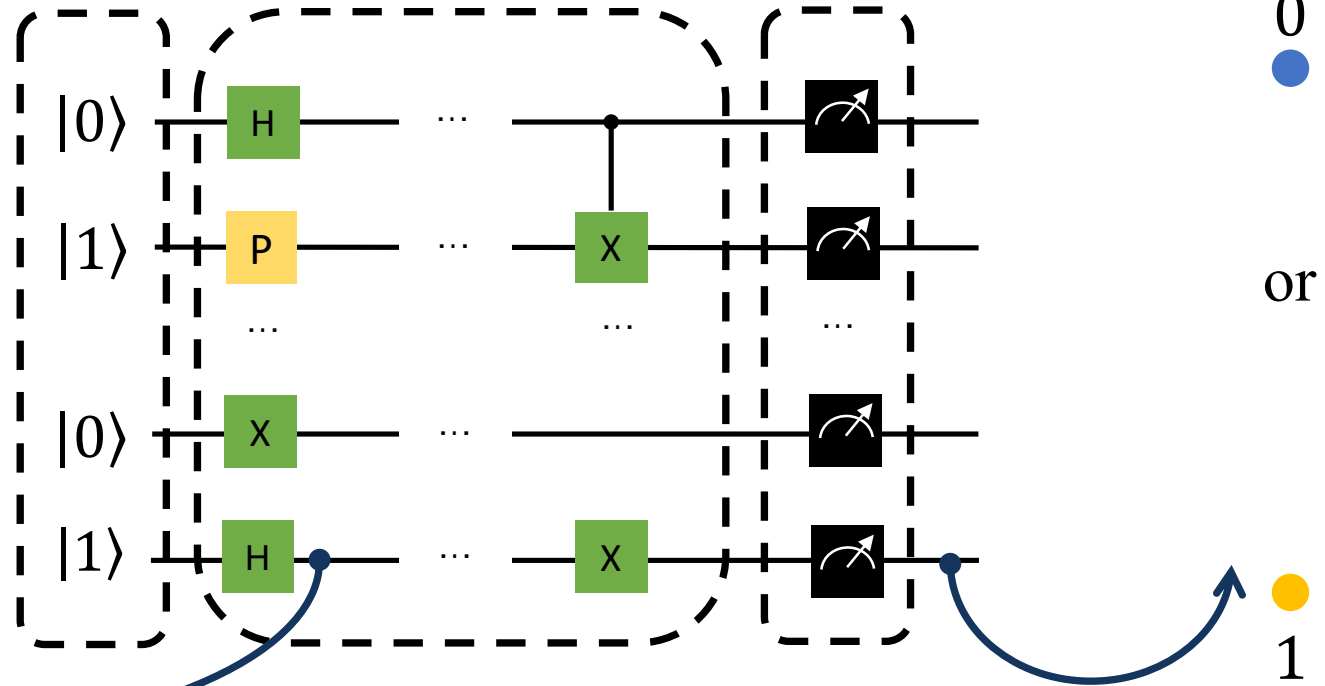 0
|0⟩ H ...
|1⟩ P ... X
... ... ...
or
|0⟩ X ...
|1⟩ H ... X
1